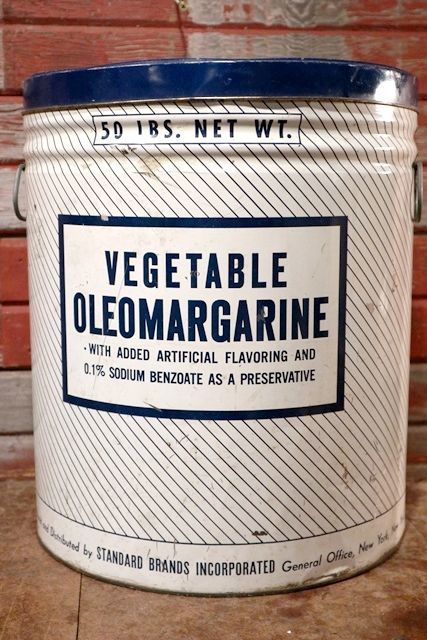 50 LBS. NET WT.
VEGETABLE
OLEOMARGARINE
·WITH ADDED ARTIFICIAL FLAVORING AND
0.1% SODIUM BENZOATE AS A PRESERVATIVE
and Distributed by STANDARD BRANDS INCORPORATED General Office, New York,